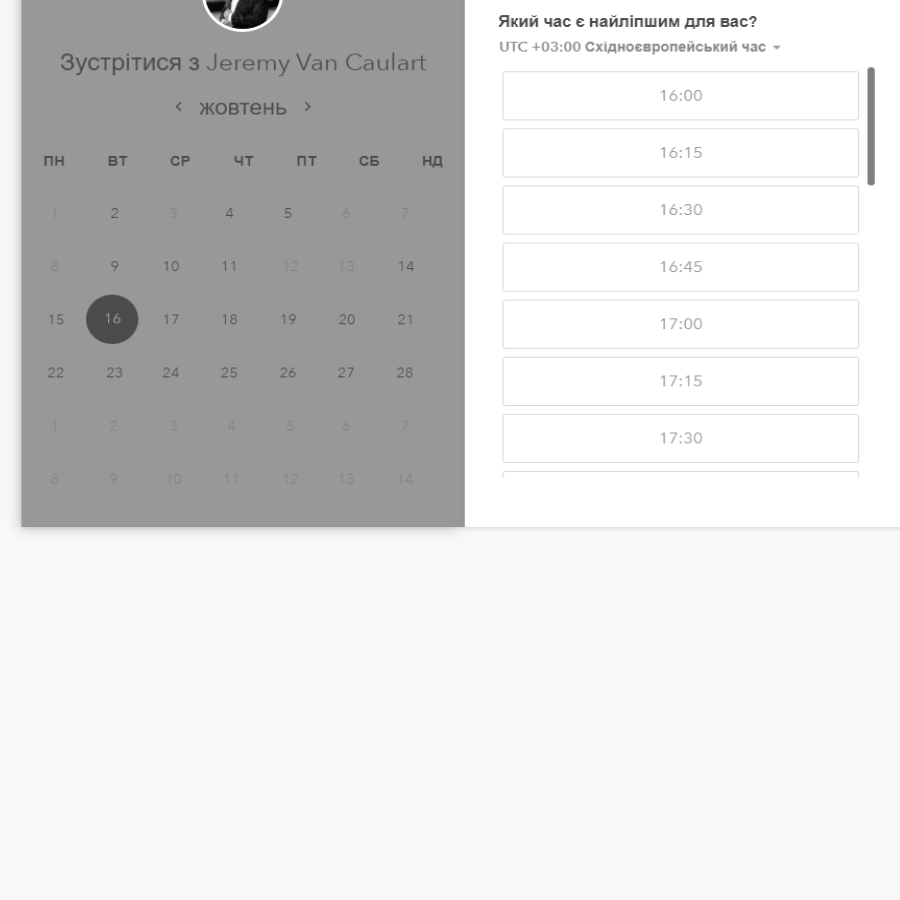 Зустрітися з Jeremy Van Caulart
жовтень
ПН ВТ СР ЧТ ПТ СБ НД
1 2 3 4 5 6 7
8 9 10 11 12 13 14
15 16 17 18 19 20 21
22 23 24 25 26 27 28
1 2 3 4 5 6 7
8 9 10 11 12 13 14
Який час є найліпшим для вас?
UTC +03:00 Східноєвропейський час
16:00
16:15
16:30
16:45
17:00
17:15
17:30